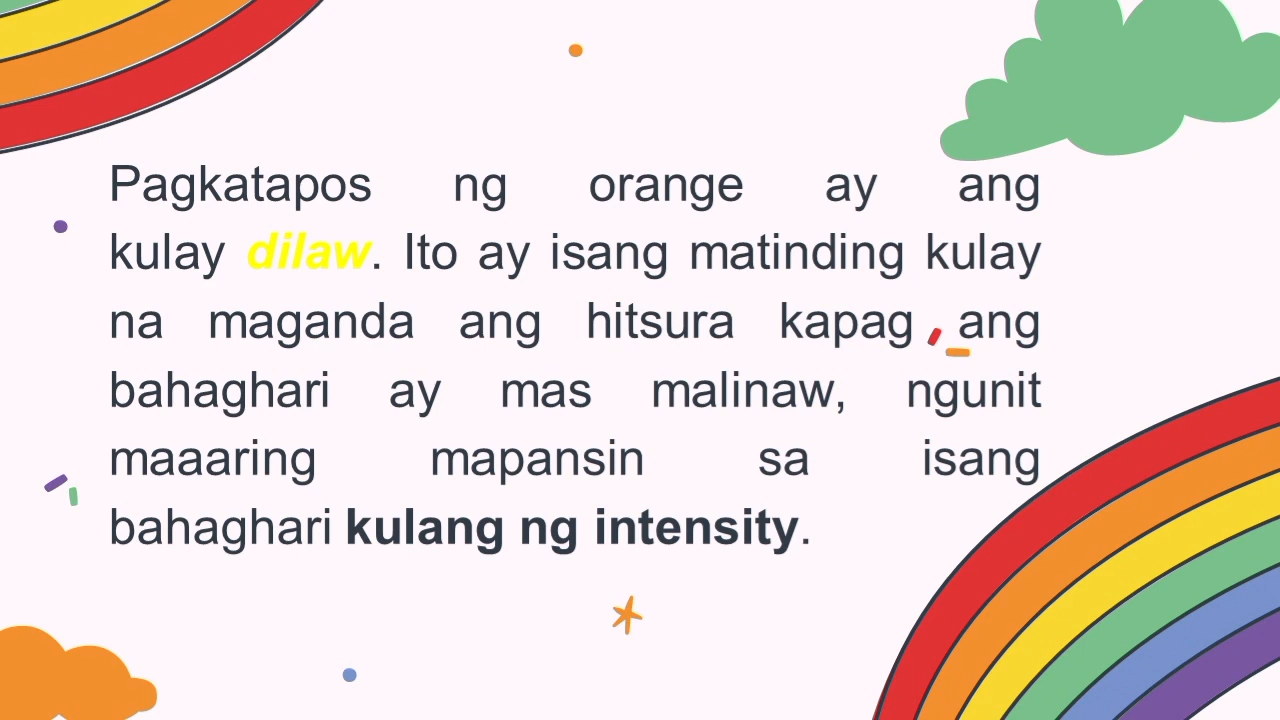 Pagkatapos ng orange ay ang
kulay dilaw. Ito ay isang matinding kulay
na maganda ang hitsura kapag ang
bahaghari ay mas malinaw, ngunit
maaaring mapansin sa isang
bahaghari kulang ng intensity.